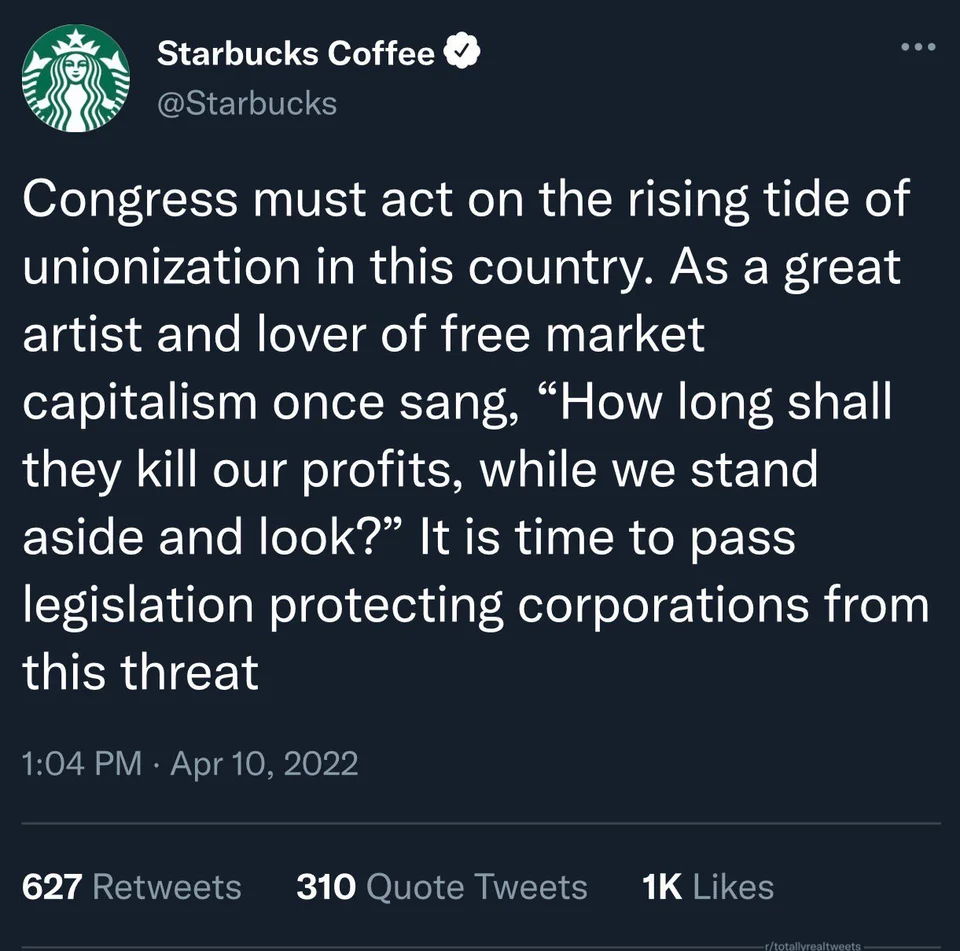 Starbucks Coffee
@Starbucks
Congress must act on the rising tide of
unionization in this country. As a great
artist and lover of free market
capitalism once sang, “How long shall
they kill our profits, while we stand
aside and look?” It is time to pass
legislation protecting corporations from
this threat
1:04 PM · Apr 10, 2022
627 Retweets 310 Quote Tweets 1K Likes
r/totallyrealtweets